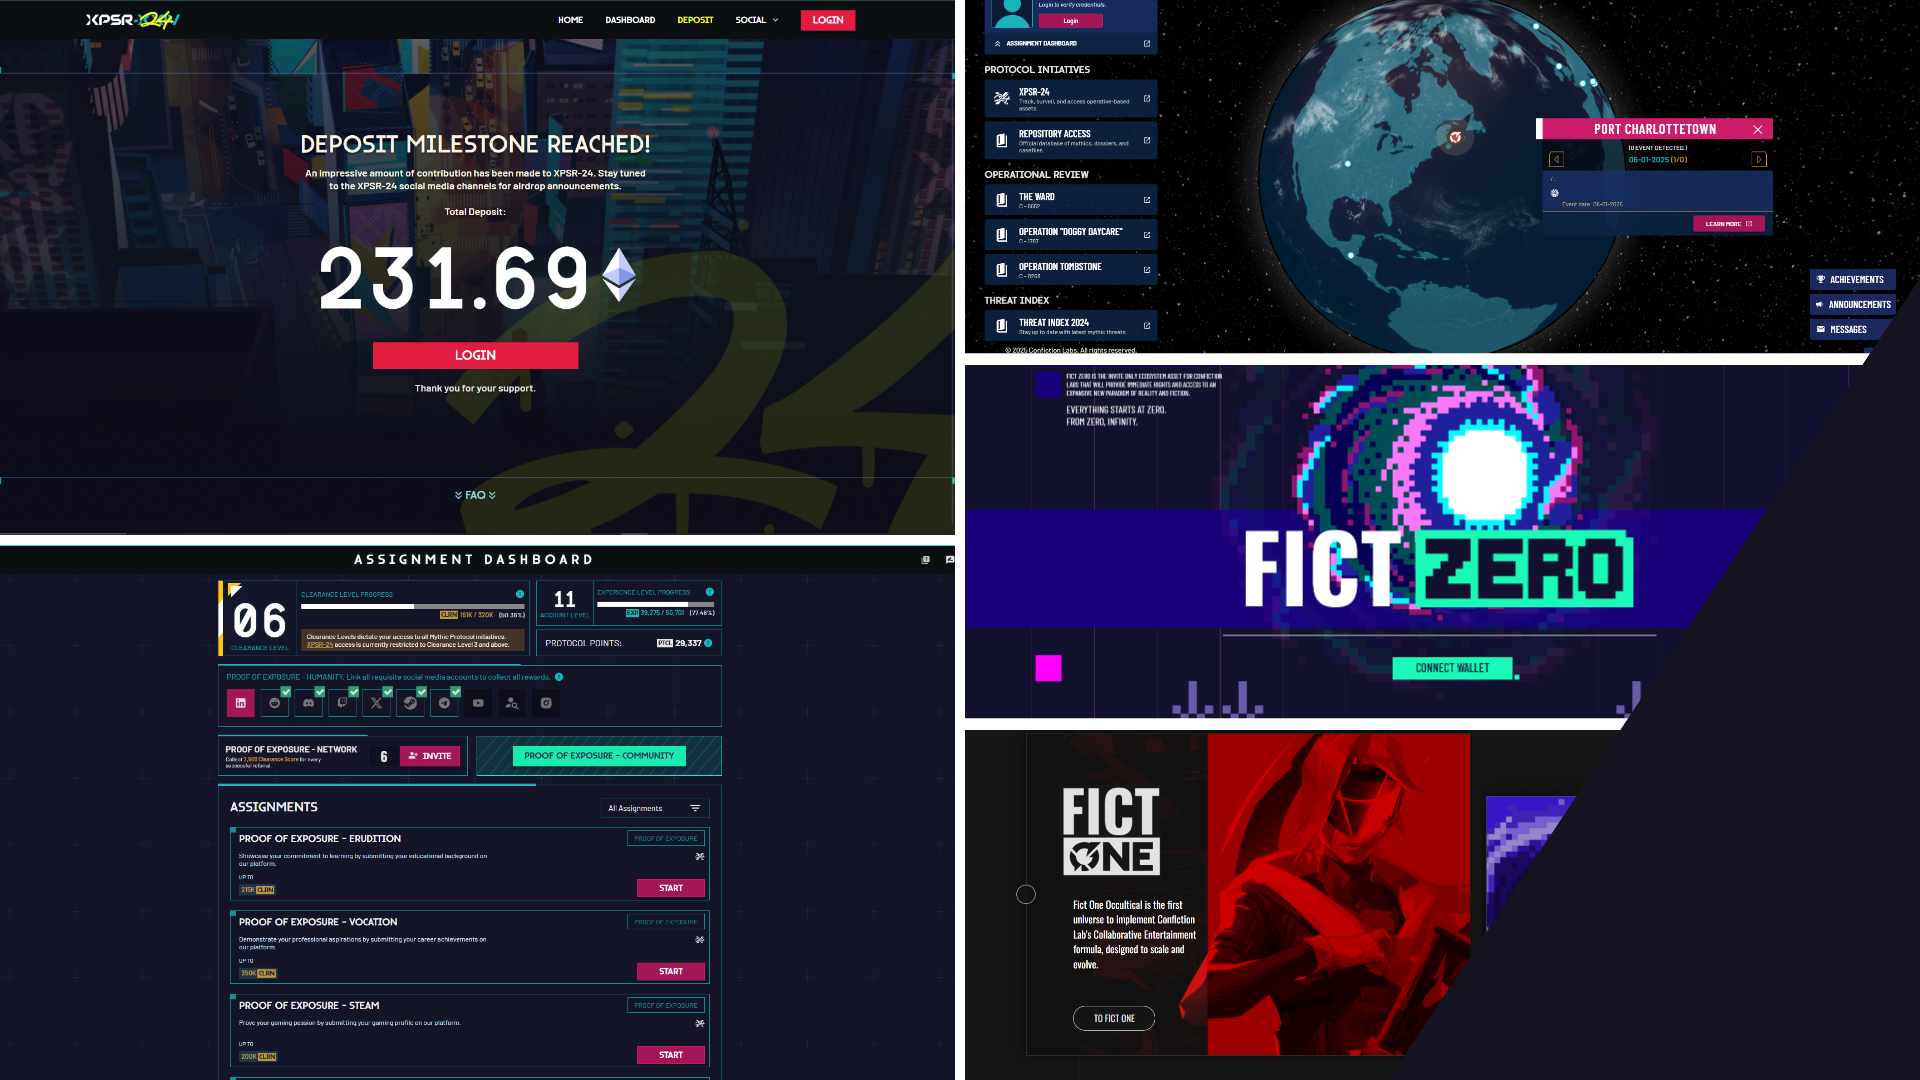 XPSR-24
HOME
DASHBOARD
DEPOSIT
SOCIAL
LOGIN
DEPOSIT MILESTONE REACHED!
An impressive amount of contribution has been made to XPSR-24. Stay tuned
to the XPSR-24 social media channels for airdrop announcements.
Total Deposit:
231.69
LOGIN
Thank you for your support.
FAQ
ASSIGNMENT DASHBOARD
06
CLEARANCE LEVEL
CLEARANCE LEVEL PROGRESS
CLRN 161K / 320K (50.36%)
Clearance Levels dictate your access to all Mythic Protocol initiatives.
XPSR-24 access is currently restricted to Clearance Level 3 and above.
11
ACCOUNT LEVEL
EXPERIENCE LEVEL PROGRESS
EXP 39,275 / 50,701 (77.46%)
PROTOCOL POINTS:
PTCL 29,337
PROOF OF EXPOSURE - HUMANITY. Link all requisite social media accounts to collect all rewards.
PROOF OF EXPOSURE - NETWORK
Collect 2,500 Clearance Score for every
successful referral.
6
INVITE
PROOF OF EXPOSURE - COMMUNITY
ASSIGNMENTS
All Assignments
PROOF OF EXPOSURE - ERUDITION
PROOF OF EXPOSURE
Showcase your commitment to learning by submitting your educational background on
our platform.
UP TO
215K CLRN
START
PROOF OF EXPOSURE - VOCATION
PROOF OF EXPOSURE
Demonstrate your professional aspirations by submitting your career achievements on
our platform.
UP TO
350K CLRN
START
PROOF OF EXPOSURE - STEAM
PROOF OF EXPOSURE
Prove your gaming passion by submitting your gaming profile on our platform.
UP TO
200K CLRN
START
Login to verify credentials.
Login
ASSIGNMENT DASHBOARD
PROTOCOL INTIATIVES
XPSR-24
Track, surveil, and access operative-based
assets.
REPOSITORY ACCESS
Official database of mythics, dossiers, and
casefiles.
OPERATIONAL REVIEW
THE WARD
C - 5652
OPERATION "DOGGY DAYCARE"
C - 1767
OPERATION TOMBSTONE
C - 0268
THREAT INDEX
THREAT INDEX 2024
Stay up to date with latest mythic threats.
© 2025 Confiction Labs. All rights reserved.
PORT CHARLOTTETOWN
(0 EVENT DETECTED.)
06-01-2025 (1/0)
Event date: 06-01-2025
LEARN MORE
ACHIEVEMENTS
ANNOUNCEMENTS
MESSAGES
FICT ZERO IS THE INVITE ONLY ECOSYSTEM ASSET FOR CONFICTION
LABS THAT WILL PROVIDE IMMEDIATE RIGHTS AND ACCESS TO AN
EXPANSIVE NEW PARADIGM OF REALITY AND FICTION.
EVERYTHING STARTS AT ZERO.
FROM ZERO, INFINITY.
FICT ZERO
CONNECT WALLET
FICT
ONE
Fict One Occultical is the first
universe to implement Confiction
Lab's Collaborative Entertainment
formula, designed to scale and
evolve.
TO FICT ONE